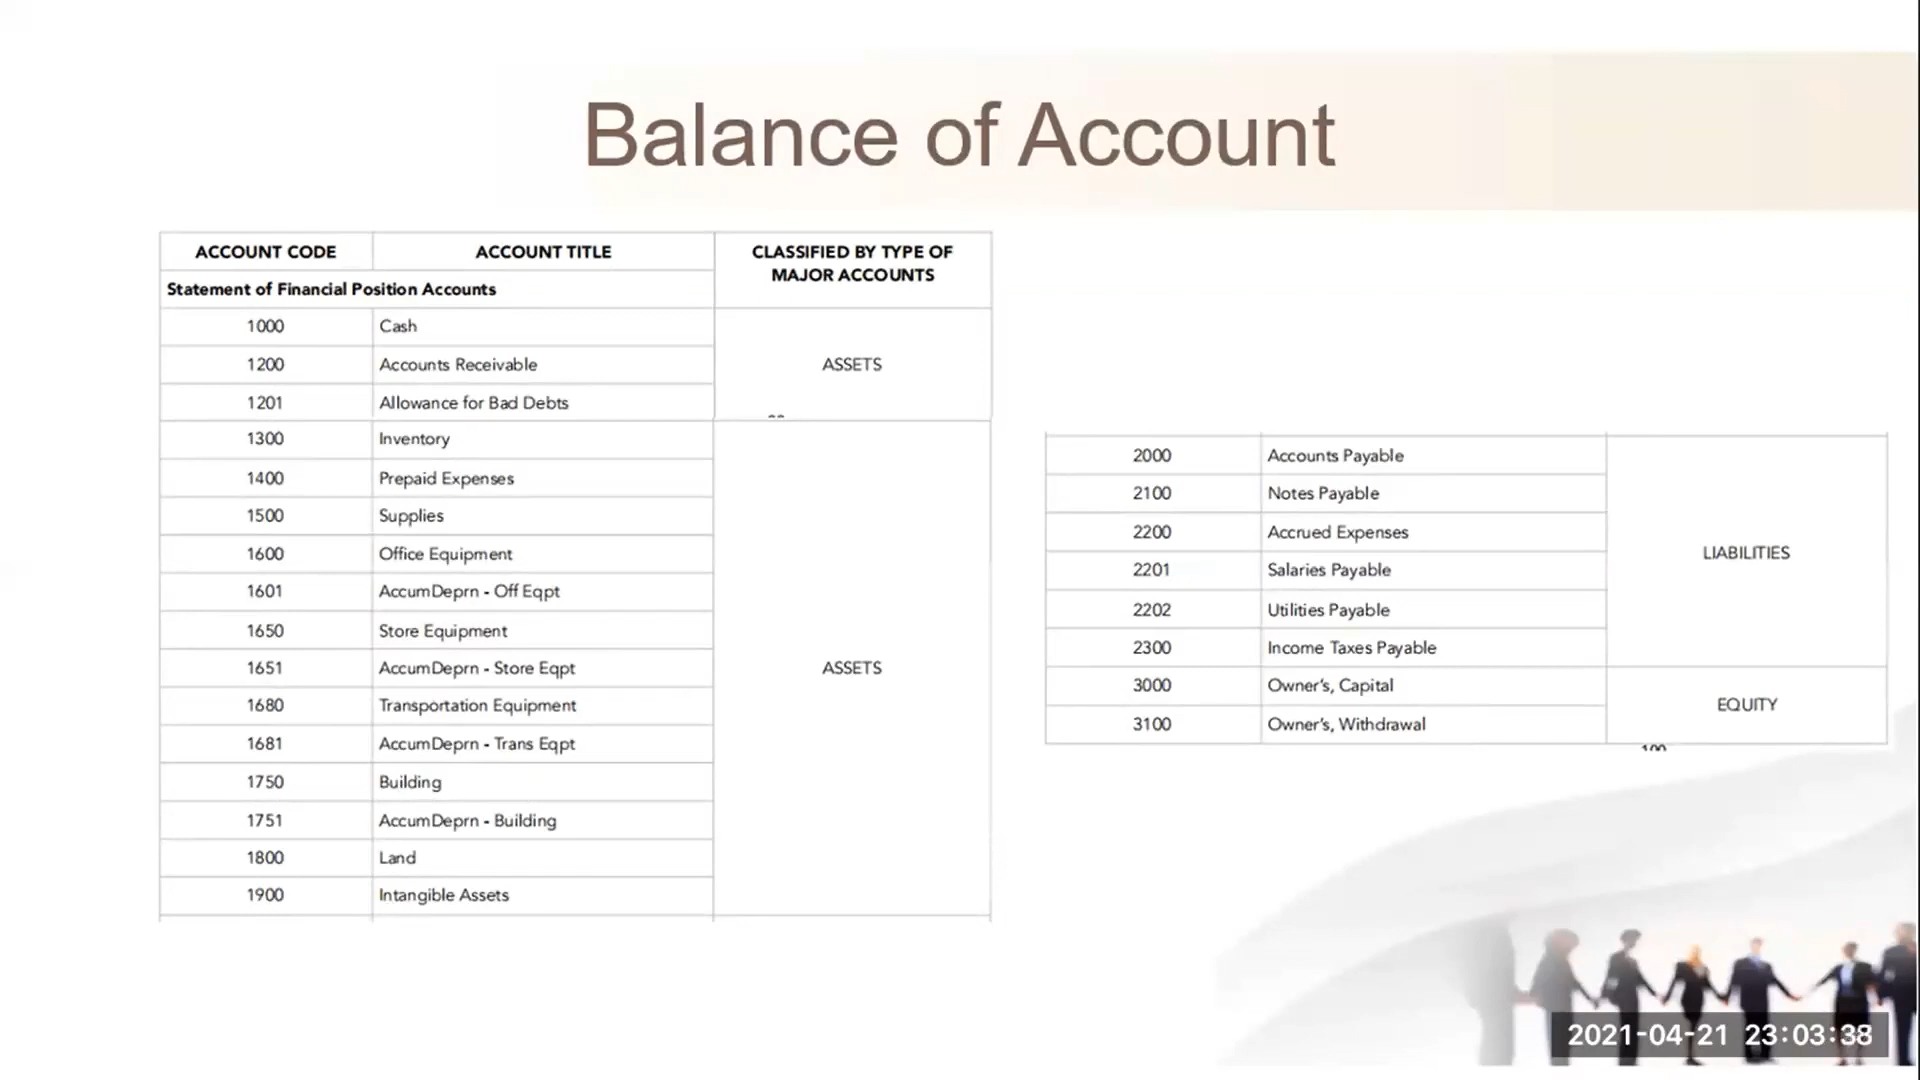 Balance of Account
ACCOUNT CODE ACCOUNT TITLE CLASSIFIED BY TYPE OF MAJOR ACCOUNTS
Statement of Financial Position Accounts
1000 Cash
1200 Accounts Receivable ASSETS
1201 Allowance for Bad Debts
1300 Inventory
1400 Prepaid Expenses
1500 Supplies
1600 Office Equipment
1601 AccumDeprn - Off Eqpt
1650 Store Equipment
1651 AccumDeprn - Store Eqpt ASSETS
1680 Transportation Equipment
1681 AccumDeprn - Trans Eqpt
1750 Building
1751 AccumDeprn - Building
1800 Land
1900 Intangible Assets
2000 Accounts Payable
2100 Notes Payable
2200 Accrued Expenses LIABILITIES
2201 Salaries Payable
2202 Utilities Payable
2300 Income Taxes Payable
3000 Owner's, Capital EQUITY
3100 Owner's, Withdrawal
2021-04-21 23:03:38